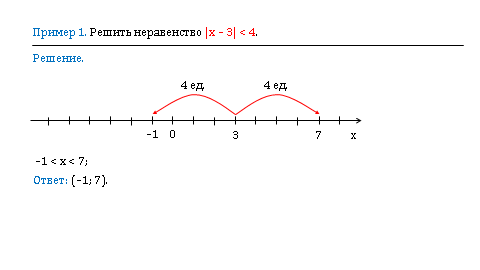 Пример 1. Решить неравенство |x – 3| < 4.
Решение.
4 ед. 4 ед.
-1 0 3 7 x
-1 < x < 7;
Ответ: (-1; 7).